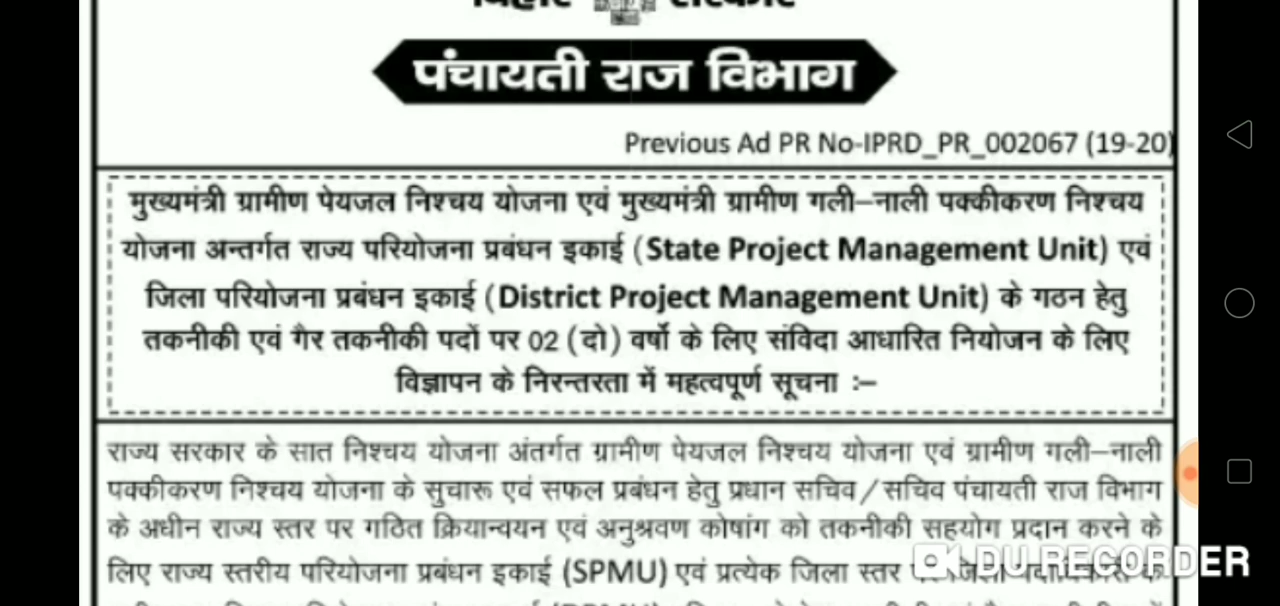 बिहार सरकार
पंचायती राज विभाग
Previous Ad PR No-IPRD_PR_002067 (19-20)
मुख्यमंत्री ग्रामीण पेयजल निश्चय योजना एवं मुख्यमंत्री ग्रामीण गली–नाली पक्कीकरण निश्चय
योजना अन्तर्गत राज्य परियोजना प्रबंधन इकाई (State Project Management Unit) एवं
जिला परियोजना प्रबंधन इकाई (District Project Management Unit) के गठन हेतु
तकनीकी एवं गैर तकनीकी पदों पर 02 (दो) वर्षों के लिए संविदा आधारित नियोजन के लिए
विज्ञापन के निरन्तरता में महत्वपूर्ण सूचना :–
राज्य सरकार के सात निश्चय योजना अंतर्गत ग्रामीण पेयजल निश्चय योजना एवं ग्रामीण गली–नाली
पक्कीकरण निश्चय योजना के सुचारू एवं सफल प्रबंधन हेतु प्रधान सचिव/सचिव पंचायती राज विभाग
के अधीन राज्य स्तर पर गठित क्रियान्वयन एवं अनुश्रवण कोषांग को तकनीकी सहयोग प्रदान करने के
लिए राज्य स्तरीय परियोजना प्रबंधन इकाई (SPMU) एवं प्रत्येक जिला स्तर
DU RECORDER